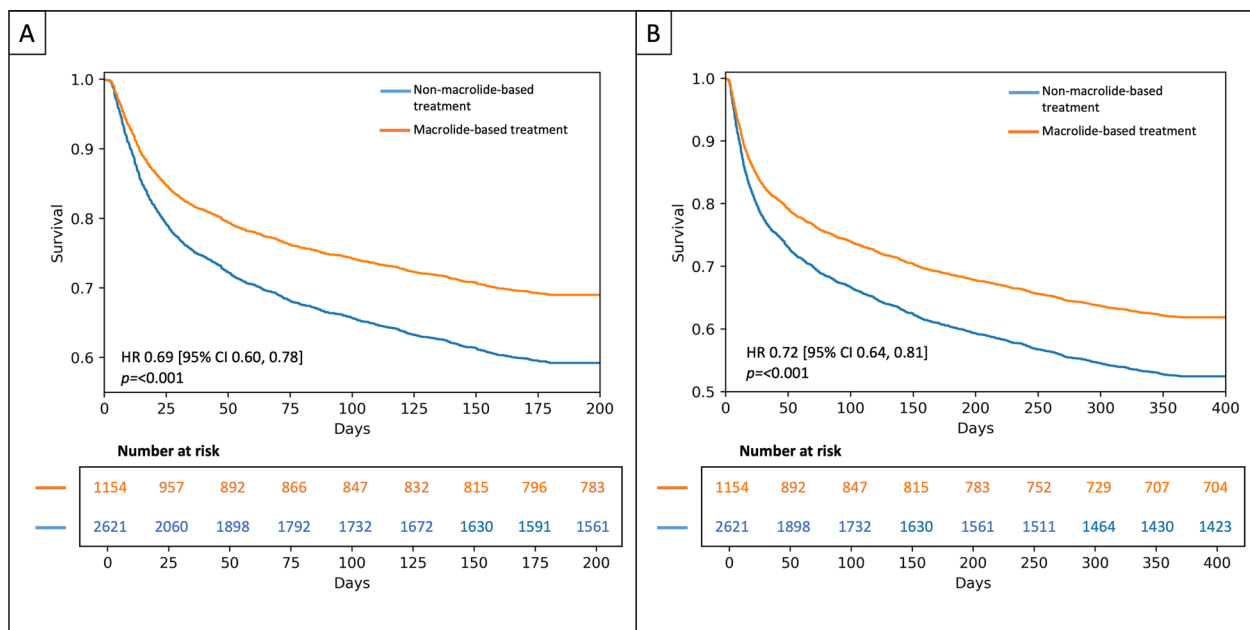 A
1.0
0.9
0.8
0.7
0.6
Survival
Non-macrolide-based
treatment
Macrolide-based treatment
HR 0.69 [95% CI 0.60, 0.78]
p=<0.001
0 25 50 75 100 125 150 175 200
Days
Number at risk
1154 957 892 866 847 832 815 796 783
2621 2060 1898 1792 1732 1672 1630 1591 1561
0 25 50 75 100 125 150 175 200
Days
B
1.0
0.9
0.8
0.7
0.6
0.5
Survival
Non-macrolide-based
treatment
Macrolide-based treatment
HR 0.72 [95% CI 0.64, 0.81]
p=<0.001
0 50 100 150 200 250 300 350 400
Days
Number at risk
1154 892 847 815 783 752 729 707 704
2621 1898 1732 1630 1561 1511 1464 1430 1423
0 50 100 150 200 250 300 350 400
Days